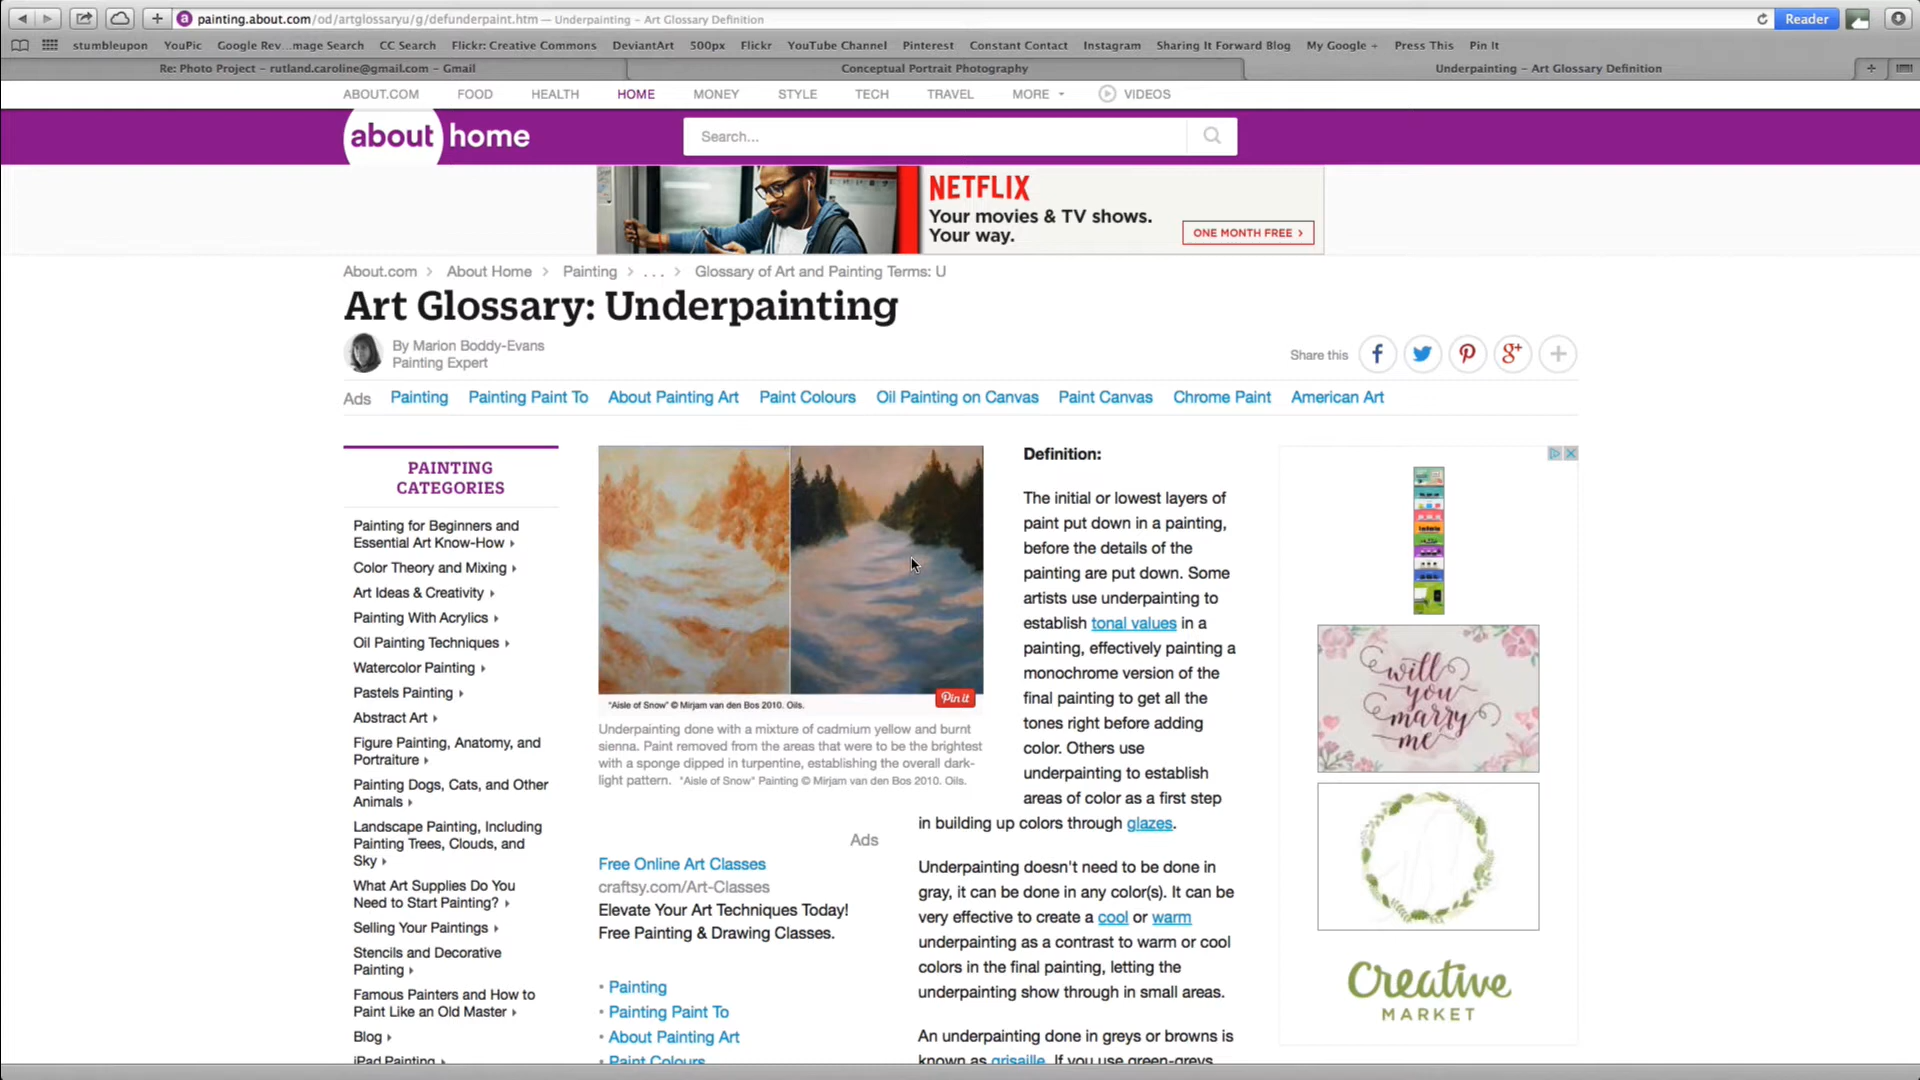 painting.about.com/od/artglossaryu/g/defunderpaint.htm — Underpainting – Art Glossary Definition
Reader
stumbleupon YouPic Google Rev...mage Search CC Search Flickr: Creative Commons DeviantArt 500px Flickr YouTube Channel Pinterest Constant Contact Instagram Sharing It Forward Blog My Google + Press This Pin It
Re: Photo Project – rutland.caroline@gmail.com – Gmail
Conceptual Portrait Photography
Underpainting – Art Glossary Definition
ABOUT.COM FOOD HEALTH HOME MONEY STYLE TECH TRAVEL MORE VIDEOS
about home
Search...
NETFLIX
Your movies & TV shows.
Your way.
ONE MONTH FREE >
About.com > About Home > Painting > . . . > Glossary of Art and Painting Terms: U
Art Glossary: Underpainting
By Marion Boddy-Evans
Painting Expert
Share this
Ads Painting Painting Paint To About Painting Art Paint Colours Oil Painting on Canvas Paint Canvas Chrome Paint American Art
PAINTING
CATEGORIES
Painting for Beginners and
Essential Art Know-How
Color Theory and Mixing
Art Ideas & Creativity
Painting With Acrylics
Oil Painting Techniques
Watercolor Painting
Pastels Painting
Abstract Art
Figure Painting, Anatomy, and
Portraiture
Painting Dogs, Cats, and Other
Animals
Landscape Painting, Including
Painting Trees, Clouds, and
Sky
What Art Supplies Do You
Need to Start Painting?
Selling Your Paintings
Stencils and Decorative
Painting
Famous Painters and How to
Paint Like an Old Master
Blog
iPad Painting
"Aisle of Snow" © Mirjam van den Bos 2010. Oils.
Pin it
Underpainting done with a mixture of cadmium yellow and burnt
sienna. Paint removed from the areas that were to be the brightest
with a sponge dipped in turpentine, establishing the overall dark-
light pattern. "Aisle of Snow" Painting © Mirjam van den Bos 2010. Oils.
Ads
Free Online Art Classes
craftsy.com/Art-Classes
Elevate Your Art Techniques Today!
Free Painting & Drawing Classes.
• Painting
• Painting Paint To
• About Painting Art
• Paint Colours
Definition:
The initial or lowest layers of
paint put down in a painting,
before the details of the
painting are put down. Some
artists use underpainting to
establish tonal values in a
painting, effectively painting a
monochrome version of the
final painting to get all the
tones right before adding
color. Others use
underpainting to establish
areas of color as a first step
in building up colors through glazes.
Underpainting doesn't need to be done in
gray, it can be done in any color(s). It can be
very effective to create a cool or warm
underpainting as a contrast to warm or cool
colors in the final painting, letting the
underpainting show through in small areas.
An underpainting done in greys or browns is
known as grisaille. If you use green-greys
will
you
marry
me
Creative
MARKET